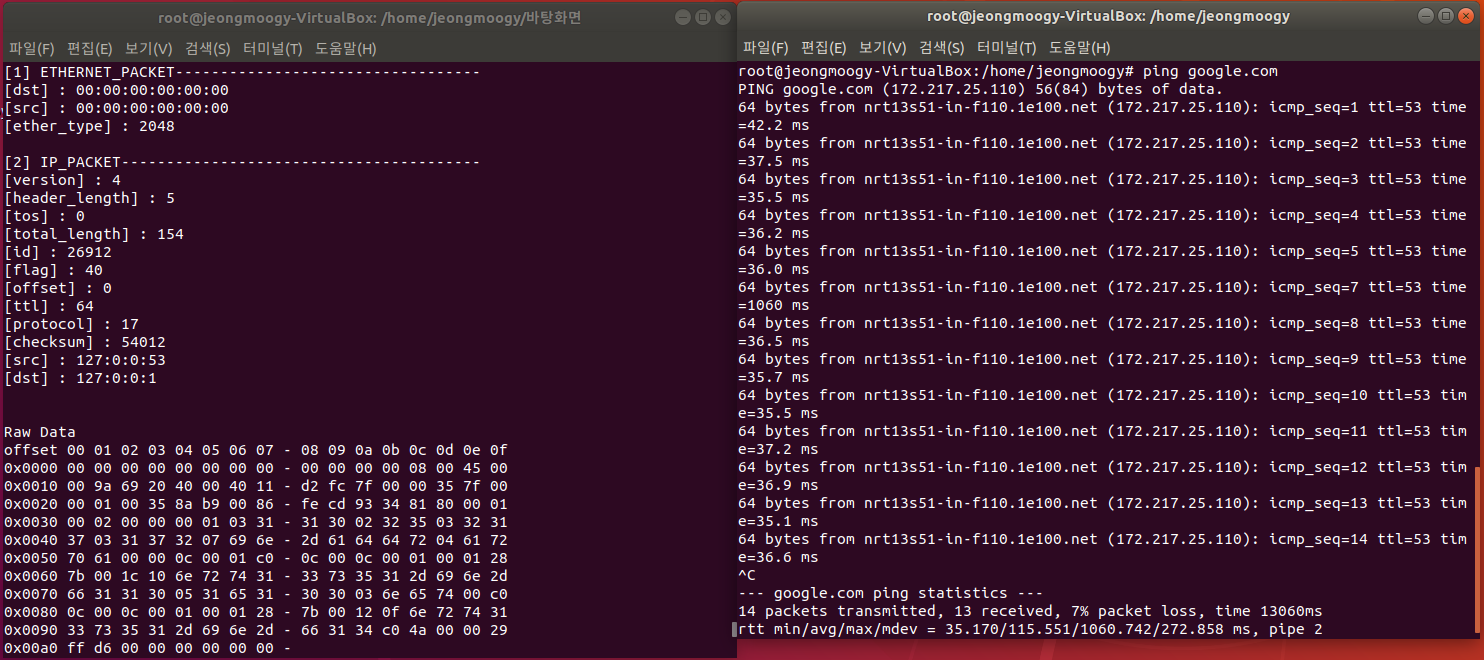 root@jeongmoogy-VirtualBox: /home/jeongmoogy/바탕화면
파일(F) 편집(E) 보기(V) 검색(S) 터미널(T) 도움말(H)
[1] ETHERNET_PACKET----------------------------------
[dst] : 00:00:00:00:00:00
[src] : 00:00:00:00:00:00
[ether_type] : 2048
[2] IP_PACKET----------------------------------------
[version] : 4
[header_length] : 5
[tos] : 0
[total_length] : 154
[id] : 26912
[flag] : 40
[offset] : 0
[ttl] : 64
[protocol] : 17
[checksum] : 54012
[src] : 127:0:0:53
[dst] : 127:0:0:1
Raw Data
offset 00 01 02 03 04 05 06 07 - 08 09 0a 0b 0c 0d 0e 0f
0x0000 00 00 00 00 00 00 00 00 - 00 00 00 00 08 00 45 00
0x0010 00 9a 69 20 40 00 40 11 - d2 fc 7f 00 00 35 7f 00
0x0020 00 01 00 35 8a b9 00 86 - fe cd 93 34 81 80 00 01
0x0030 00 02 00 00 00 01 03 31 - 31 30 02 32 35 03 32 31
0x0040 37 03 31 37 32 07 69 6e - 2d 61 64 64 72 04 61 72
0x0050 70 61 00 00 0c 00 01 c0 - 0c 00 0c 00 01 00 01 28
0x0060 7b 00 1c 10 6e 72 74 31 - 33 73 35 31 2d 69 6e 2d
0x0070 66 31 31 30 05 31 65 31 - 30 30 03 6e 65 74 00 c0
0x0080 0c 00 0c 00 01 00 01 28 - 7b 00 12 0f 6e 72 74 31
0x0090 33 73 35 31 2d 69 6e 2d - 66 31 34 c0 4a 00 00 29
0x00a0 ff d6 00 00 00 00 00 00 -
root@jeongmoogy-VirtualBox: /home/jeongmoogy
파일(F) 편집(E) 보기(V) 검색(S) 터미널(T) 도움말(H)
root@jeongmoogy-VirtualBox:/home/jeongmoogy# ping google.com
PING google.com (172.217.25.110) 56(84) bytes of data.
64 bytes from nrt13s51-in-f110.1e100.net (172.217.25.110): icmp_seq=1 ttl=53 time
=42.2 ms
64 bytes from nrt13s51-in-f110.1e100.net (172.217.25.110): icmp_seq=2 ttl=53 time
=37.5 ms
64 bytes from nrt13s51-in-f110.1e100.net (172.217.25.110): icmp_seq=3 ttl=53 time
=35.5 ms
64 bytes from nrt13s51-in-f110.1e100.net (172.217.25.110): icmp_seq=4 ttl=53 time
=36.2 ms
64 bytes from nrt13s51-in-f110.1e100.net (172.217.25.110): icmp_seq=5 ttl=53 time
=36.0 ms
64 bytes from nrt13s51-in-f110.1e100.net (172.217.25.110): icmp_seq=7 ttl=53 time
=1060 ms
64 bytes from nrt13s51-in-f110.1e100.net (172.217.25.110): icmp_seq=8 ttl=53 time
=36.5 ms
64 bytes from nrt13s51-in-f110.1e100.net (172.217.25.110): icmp_seq=9 ttl=53 time
=35.7 ms
64 bytes from nrt13s51-in-f110.1e100.net (172.217.25.110): icmp_seq=10 ttl=53 tim
e=35.5 ms
64 bytes from nrt13s51-in-f110.1e100.net (172.217.25.110): icmp_seq=11 ttl=53 tim
e=37.2 ms
64 bytes from nrt13s51-in-f110.1e100.net (172.217.25.110): icmp_seq=12 ttl=53 tim
e=36.9 ms
64 bytes from nrt13s51-in-f110.1e100.net (172.217.25.110): icmp_seq=13 ttl=53 tim
e=35.1 ms
64 bytes from nrt13s51-in-f110.1e100.net (172.217.25.110): icmp_seq=14 ttl=53 tim
e=36.6 ms
^C
--- google.com ping statistics ---
14 packets transmitted, 13 received, 7% packet loss, time 13060ms
rtt min/avg/max/mdev = 35.170/115.551/1060.742/272.858 ms, pipe 2